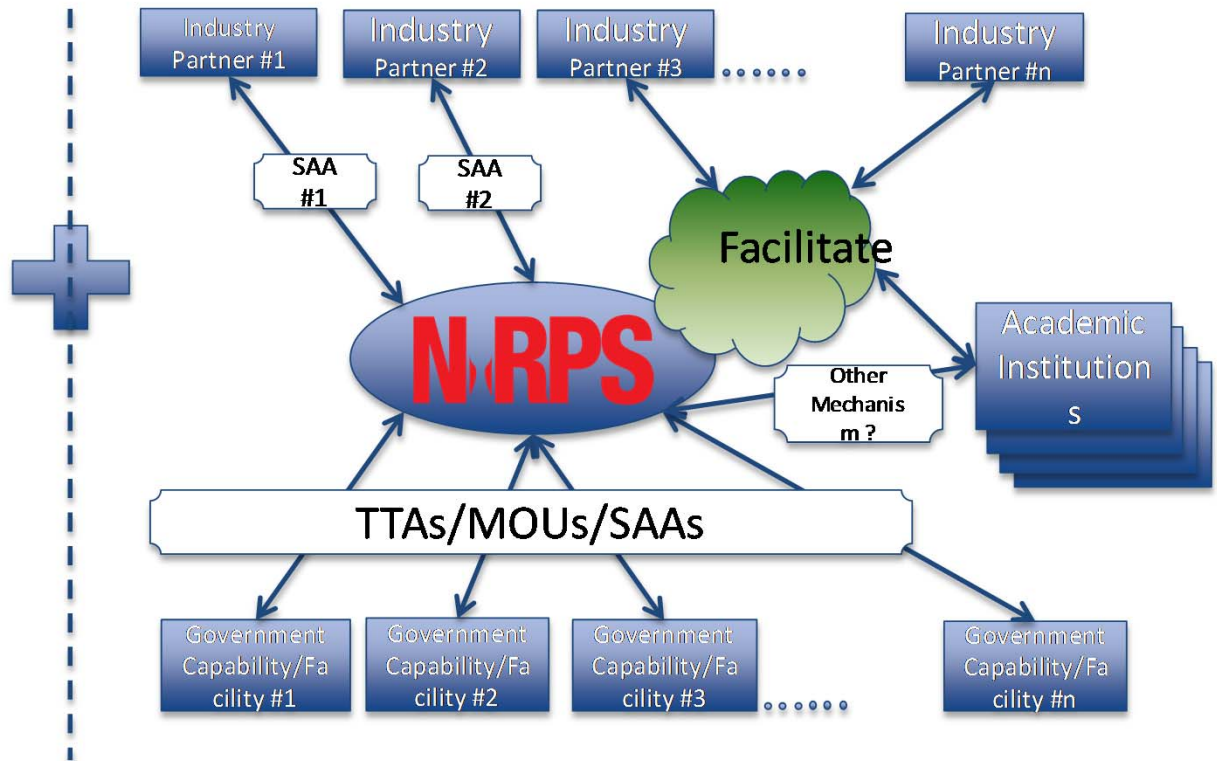 Industry
Partner #1
Industry
Partner #2
Industry
Partner #3
Industry
Partner #n
SAA
#1
SAA
#2
Facilitate
NRPS
Academic
Institution
s
Other
Mechanis
m ?
TTAs/MOUs/SAAs
Government
Capability/Fa
cility #1
Government
Capability/Fa
cility #2
Government
Capability/Fa
cility #3
Government
Capability/Fa
cility #n